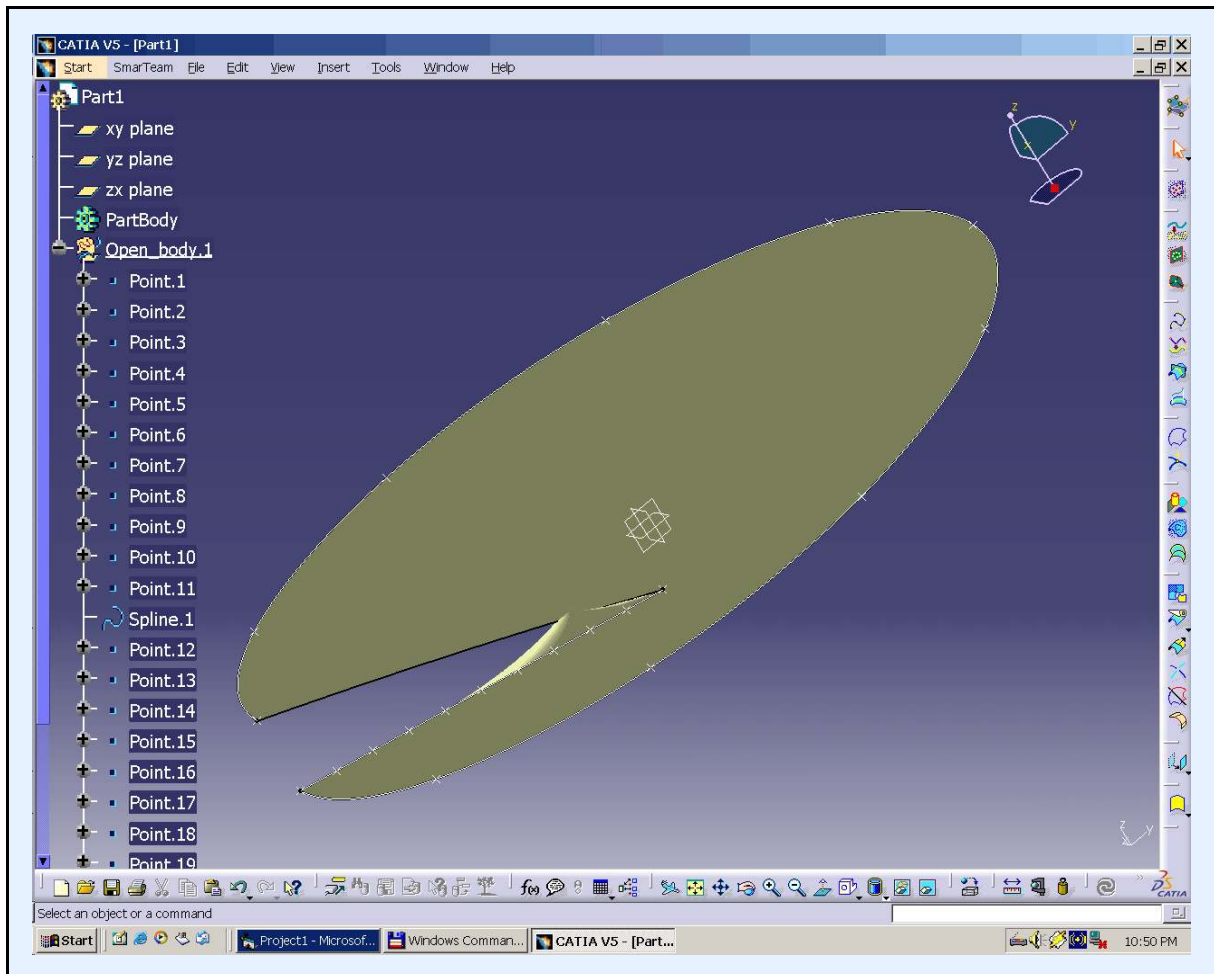 CATIA V5 - [Part1]
Start SmarTeam File Edit View Insert Tools Window Help
Part1
xy plane
yz plane
zx plane
PartBody
Open_body.1
Point.1
Point.2
Point.3
Point.4
Point.5
Point.6
Point.7
Point.8
Point.9
Point.10
Point.11
Spline.1
Point.12
Point.13
Point.14
Point.15
Point.16
Point.17
Point.18
Point.19
z
y
x
z
y
f(x)
CATIA
Select an object or a command
Start Project1 - Microsof... Windows Comman... CATIA V5 - [Part... 10:50 PM